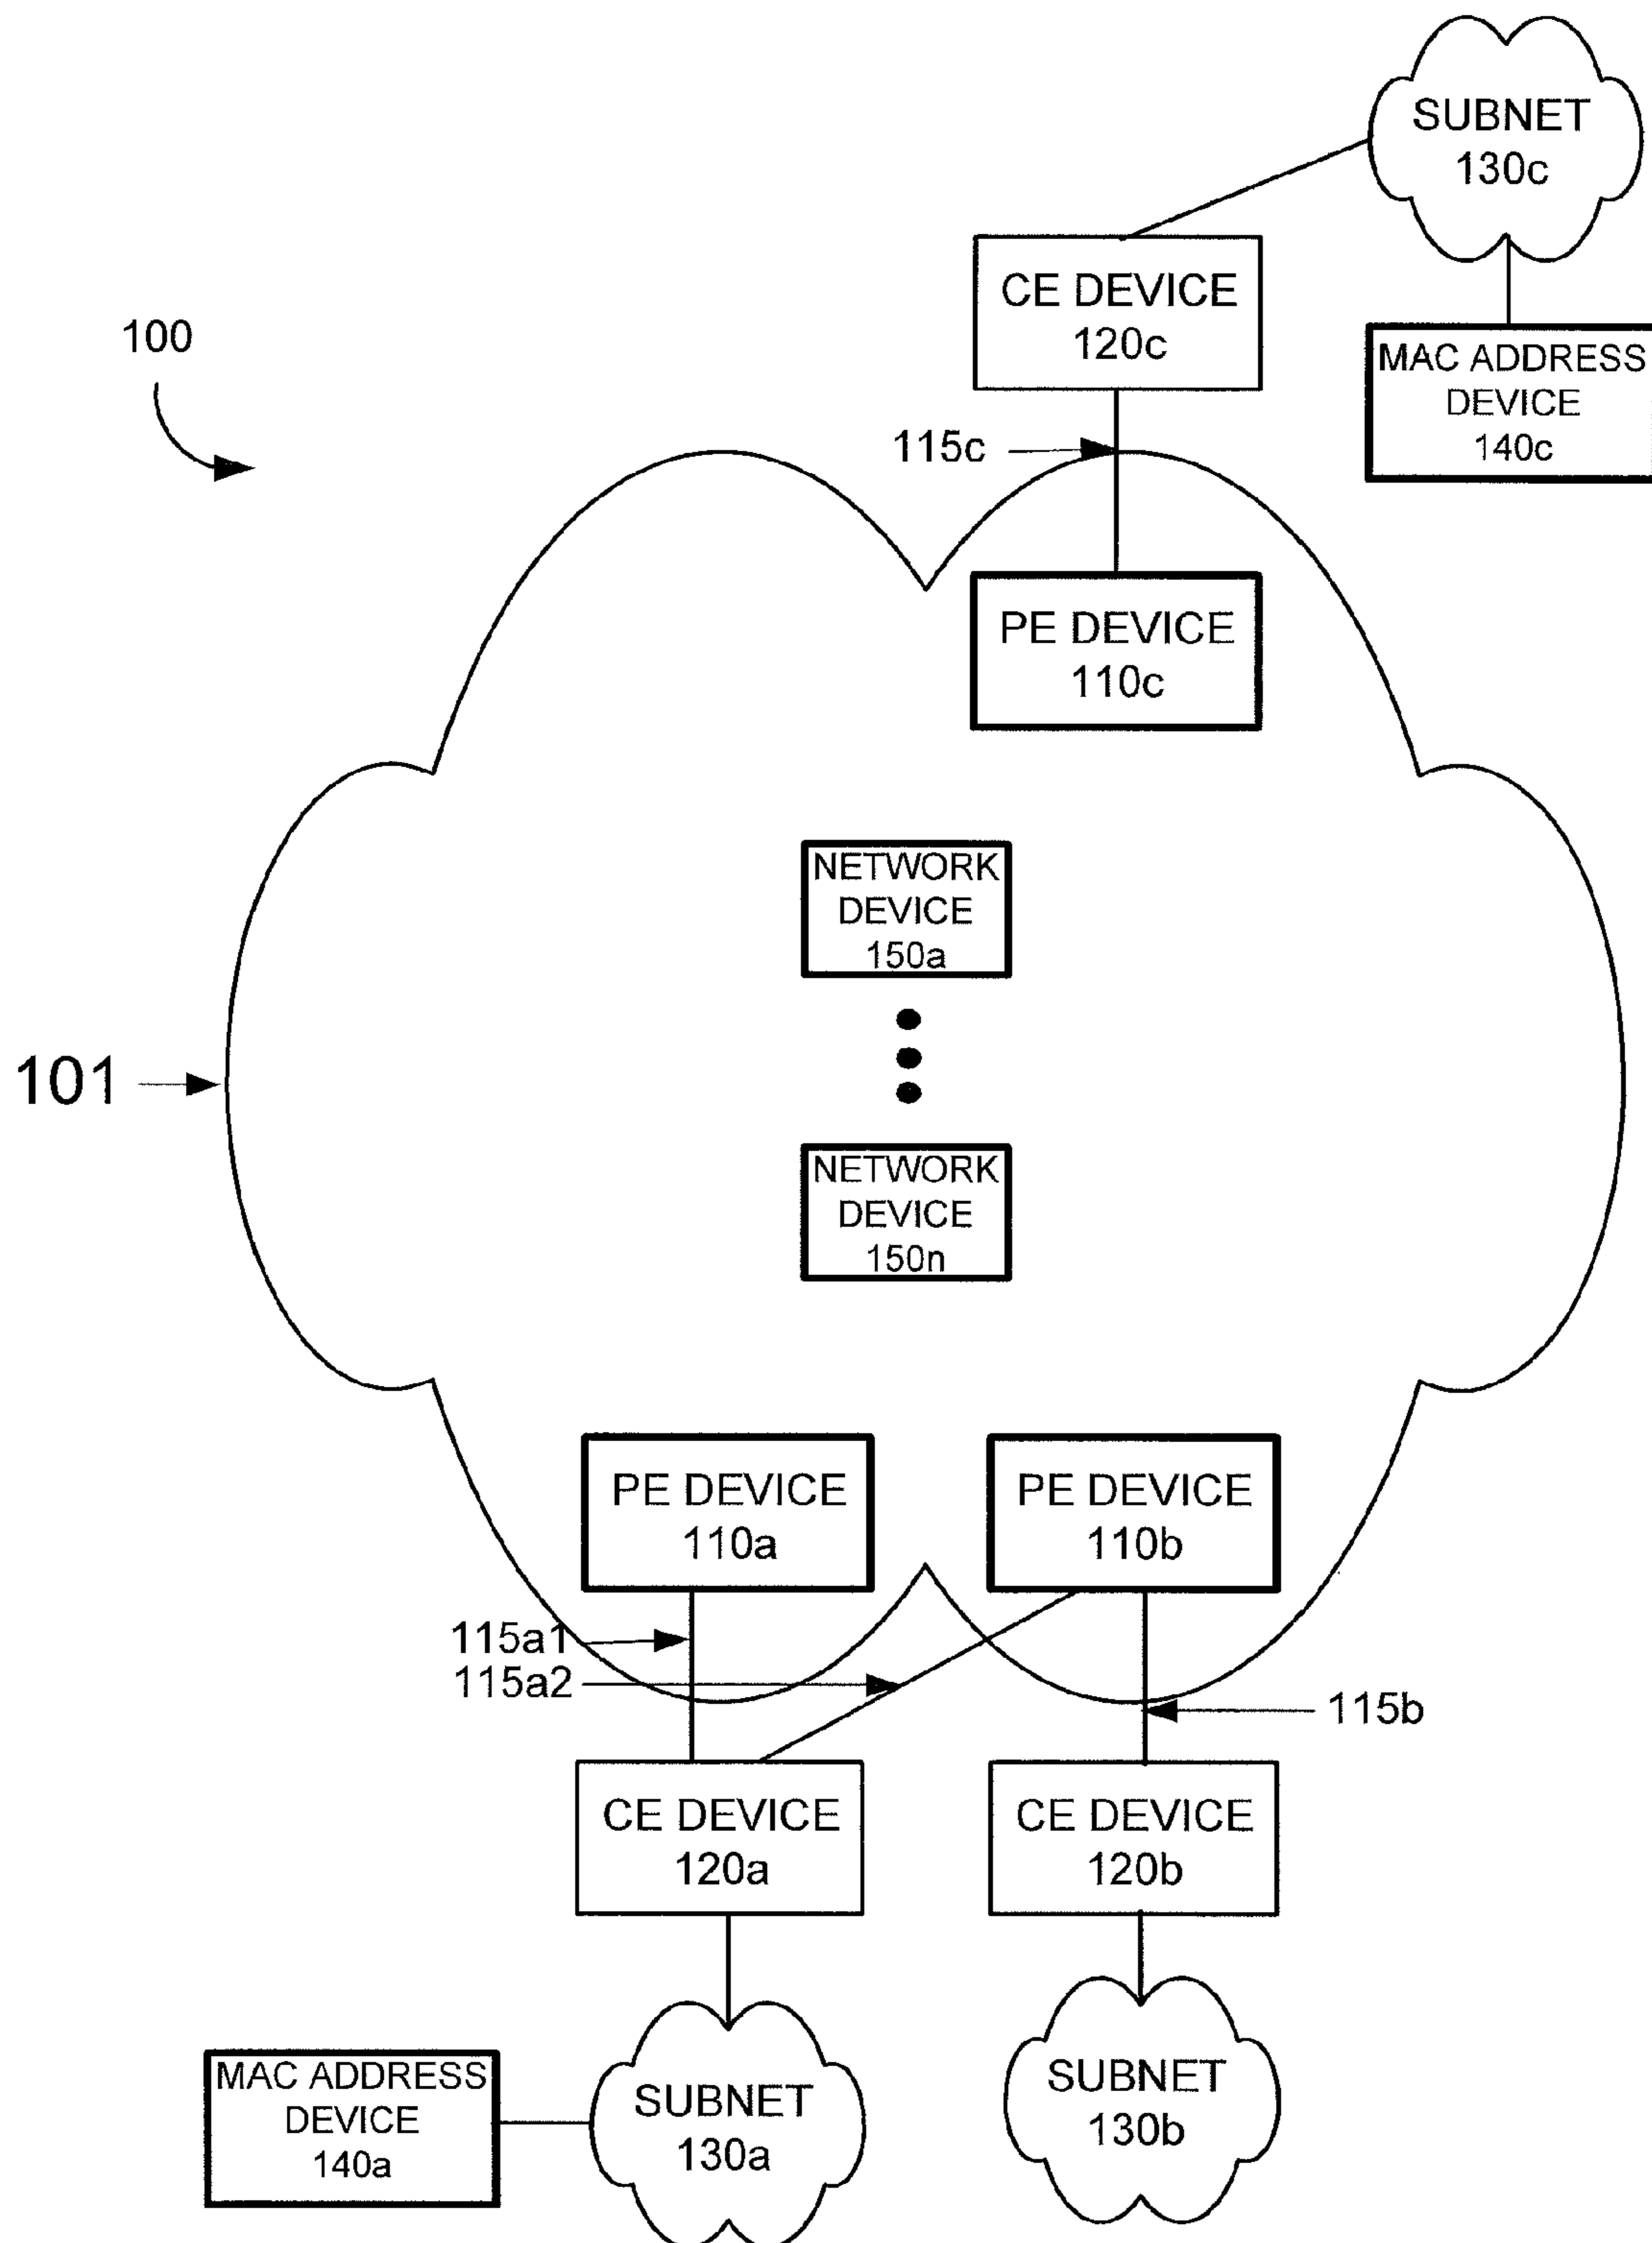 SUBNET
130c
CE DEVICE
120c
100
MAC ADDRESS
DEVICE
140c
115c
PE DEVICE
110c
NETWORK
DEVICE
150a
101
NETWORK
DEVICE
150n
PE DEVICE
110a
PE DEVICE
110b
115a1
115a2
115b
CE DEVICE
120a
CE DEVICE
120b
MAC ADDRESS
DEVICE
140a
SUBNET
130a
SUBNET
130b